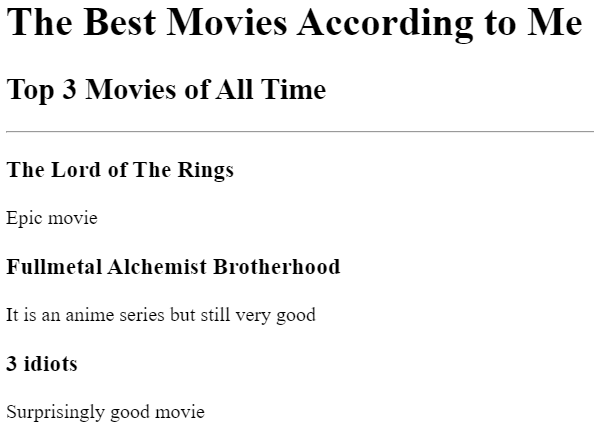 The Best Movies According to Me
Top 3 Movies of All Time
The Lord of The Rings
Epic movie
Fullmetal Alchemist Brotherhood
It is an anime series but still very good
3 idiots
Surprisingly good movie